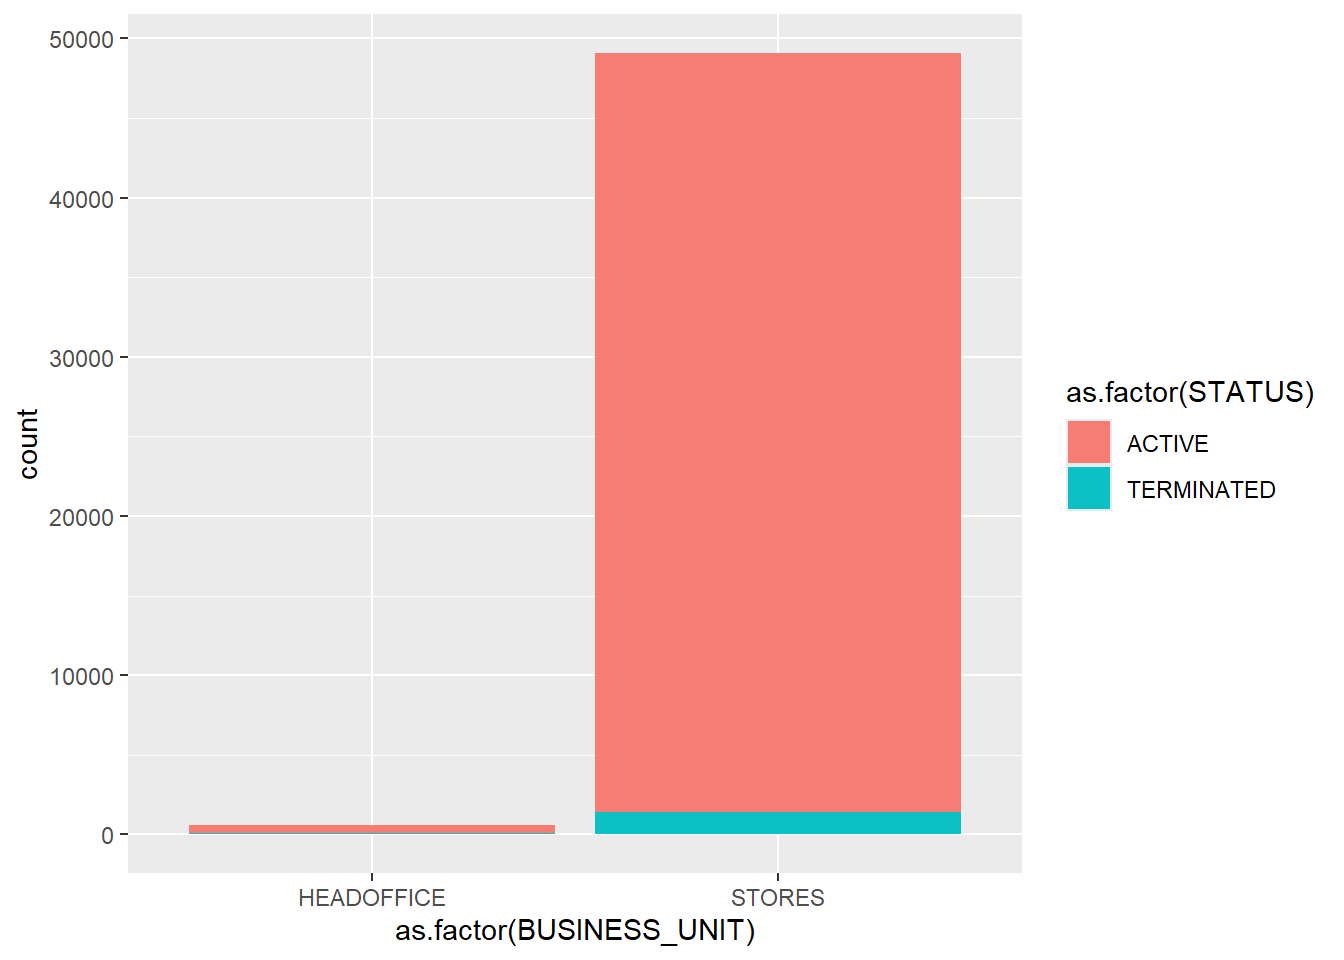 50000
40000
30000
20000
10000
0
count
HEADOFFICE
STORES
as.factor(BUSINESS_UNIT)
as.factor(STATUS)
ACTIVE
TERMINATED